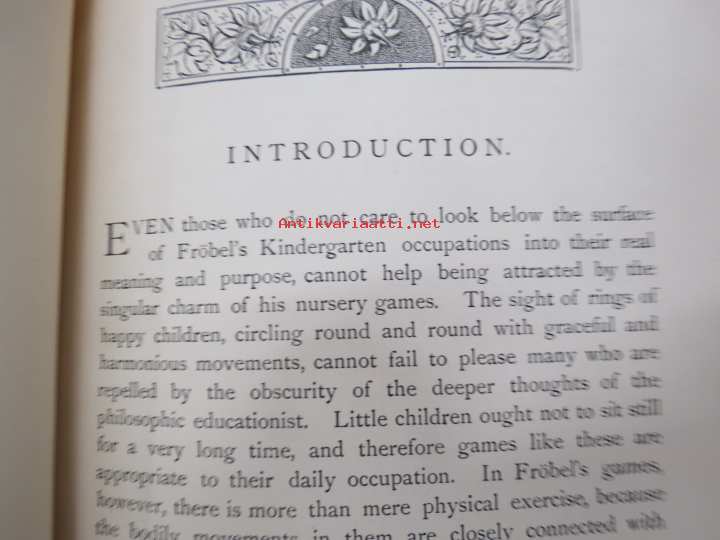 INTRODUCTION.
EVEN those who do not care to look below the surface
Antikvariaatti.net
of Fröbel's Kindergarten occupations into their real
meaning and purpose, cannot help being attracted by the
singular charm of his nursery games. The sight of rings of
happy children, circling round and round with graceful and
harmonious movements, cannot fail to please many who are
repelled by the obscurity of the deeper thoughts of the
philosophic educationist. Little children ought not to sit still
for a very long time, and therefore games like these are
appropriate to their daily occupation. In Fröbel's games,
however, there is more than mere physical exercise, because
the bodily movements in them are closely connected with